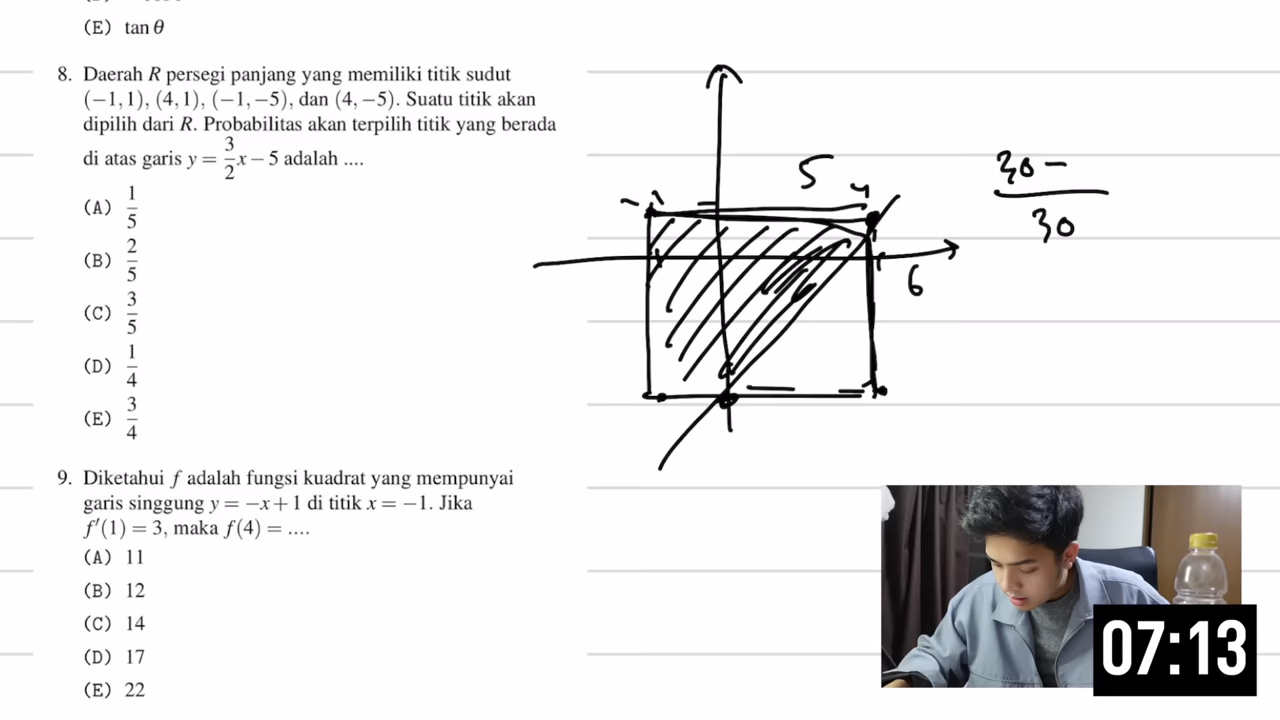 (E) tan θ
8. Daerah R persegi panjang yang memiliki titik sudut
(−1,1), (4,1), (−1,−5), dan (4,−5). Suatu titik akan
dipilih dari R. Probabilitas akan terpilih titik yang berada
di atas garis y = 3/2 x − 5 adalah ....
(A) 1/5
(B) 2/5
(C) 3/5
(D) 1/4
(E) 3/4
9. Diketahui f adalah fungsi kuadrat yang mempunyai
garis singgung y = −x + 1 di titik x = −1. Jika
f′(1) = 3, maka f(4) = ....
(A) 11
(B) 12
(C) 14
(D) 17
(E) 22
5
-1
4
6
30 −
30
07:13